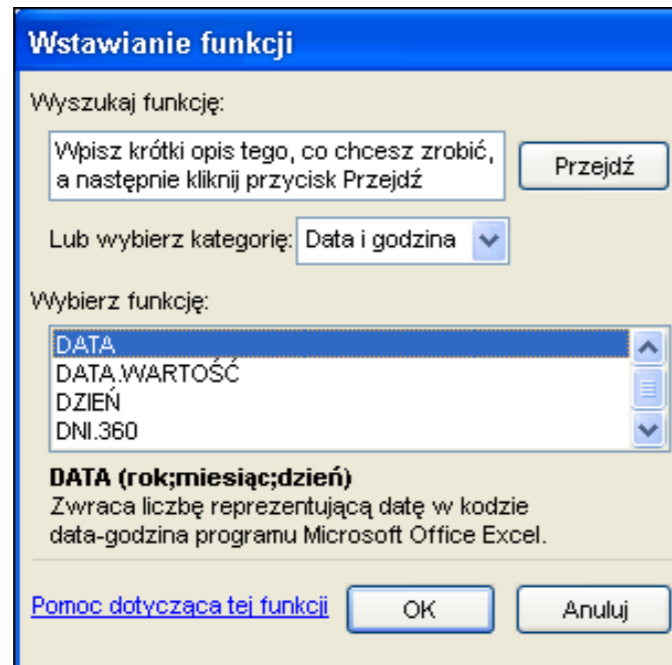 Wstawianie funkcji
Wyszukaj funkcję:
Wpisz krótki opis tego, co chcesz zrobić,
a następnie kliknij przycisk Przejdź
Przejdź
Lub wybierz kategorię: Data i godzina
Wybierz funkcję:
DATA
DATA.WARTOŚĆ
DZIEŃ
DNI.360
DATA (rok;miesiąc;dzień)
Zwraca liczbę reprezentującą datę w kodzie
data-godzina programu Microsoft Office Excel.
Pomoc dotycząca tej funkcji OK Anuluj